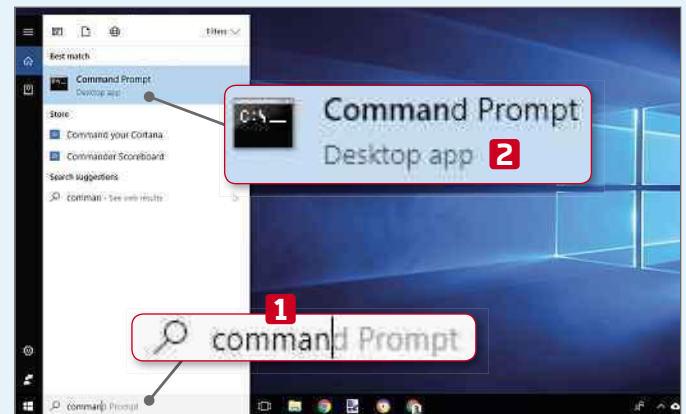 Filters
Best match
Command Prompt
Desktop app
Store
Command your Cortana
Commander Scoreboard
Search suggestions
comman - See web results
C:\_
Command Prompt
Desktop app 2
1
command Prompt
command Prompt